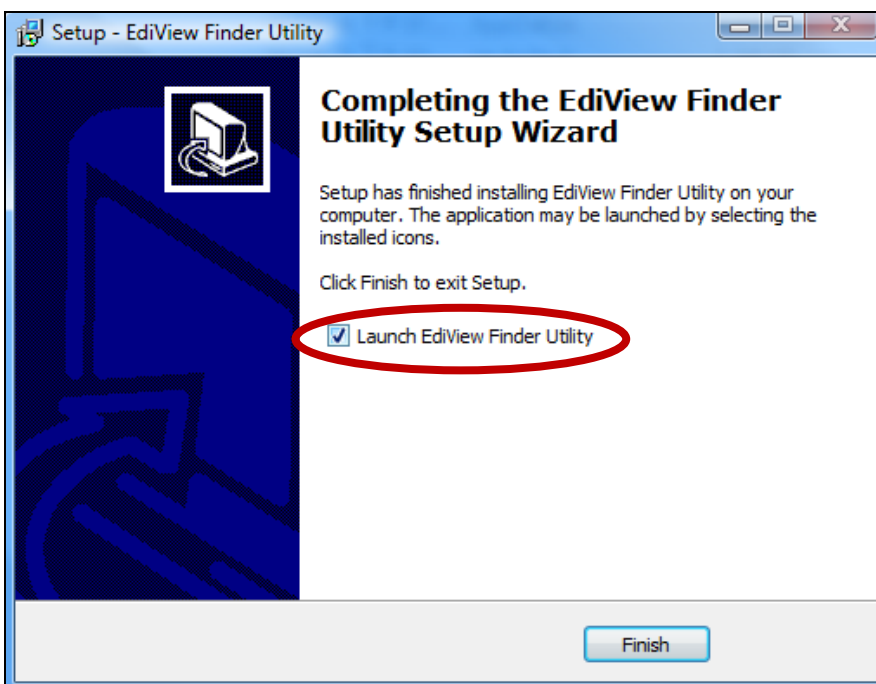 Setup - EdiView Finder Utility
Completing the EdiView Finder
Utility Setup Wizard
Setup has finished installing EdiView Finder Utility on your
computer. The application may be launched by selecting the
installed icons.
Click Finish to exit Setup.
Launch EdiView Finder Utility
Finish